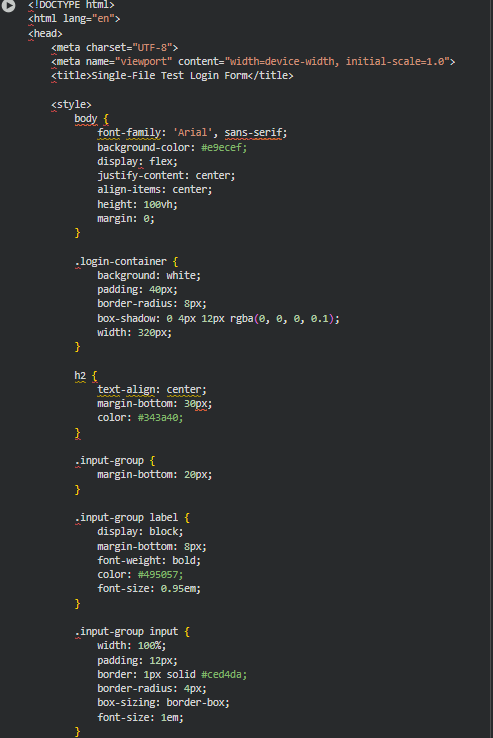 <!DOCTYPE html>
<html lang="en">
<head>
    <meta charset="UTF-8">
    <meta name="viewport" content="width=device-width, initial-scale=1.0">
    <title>Single-File Test Login Form</title>

    <style>
        body {
            font-family: 'Arial', sans-serif;
            background-color: #e9ecef;
            display: flex;
            justify-content: center;
            align-items: center;
            height: 100vh;
            margin: 0;
        }

        .login-container {
            background: white;
            padding: 40px;
            border-radius: 8px;
            box-shadow: 0 4px 12px rgba(0, 0, 0, 0.1);
            width: 320px;
        }

        h2 {
            text-align: center;
            margin-bottom: 30px;
            color: #343a40;
        }

        .input-group {
            margin-bottom: 20px;
        }

        .input-group label {
            display: block;
            margin-bottom: 8px;
            font-weight: bold;
            color: #495057;
            font-size: 0.95em;
        }

        .input-group input {
            width: 100%;
            padding: 12px;
            border: 1px solid #ced4da;
            border-radius: 4px;
            box-sizing: border-box;
            font-size: 1em;
        }